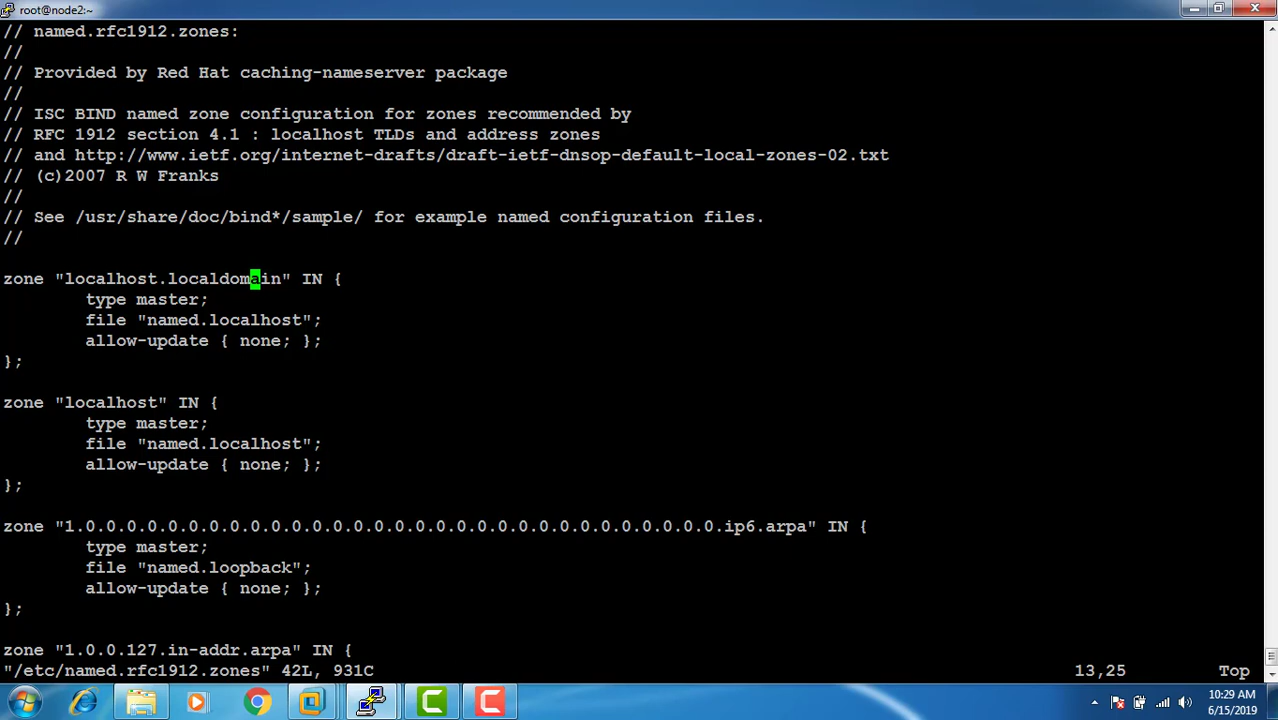 root@node2:~
// named.rfc1912.zones:
//
// Provided by Red Hat caching-nameserver package
//
// ISC BIND named zone configuration for zones recommended by
// RFC 1912 section 4.1 : localhost TLDs and address zones
// and http://www.ietf.org/internet-drafts/draft-ietf-dnsop-default-local-zones-02.txt
// (c)2007 R W Franks
//
// See /usr/share/doc/bind*/sample/ for example named configuration files.
//
zone "localhost.localdomain" IN {
type master;
file "named.localhost";
allow-update { none; };
};
zone "localhost" IN {
type master;
file "named.localhost";
allow-update { none; };
};
zone "1.0.0.0.0.0.0.0.0.0.0.0.0.0.0.0.0.0.0.0.0.0.0.0.0.0.0.0.0.0.0.0.ip6.arpa" IN {
type master;
file "named.loopback";
allow-update { none; };
};
zone "1.0.0.127.in-addr.arpa" IN {
"/etc/named.rfc1912.zones" 42L, 931C 13,25 Top
10:29 AM
6/15/2019